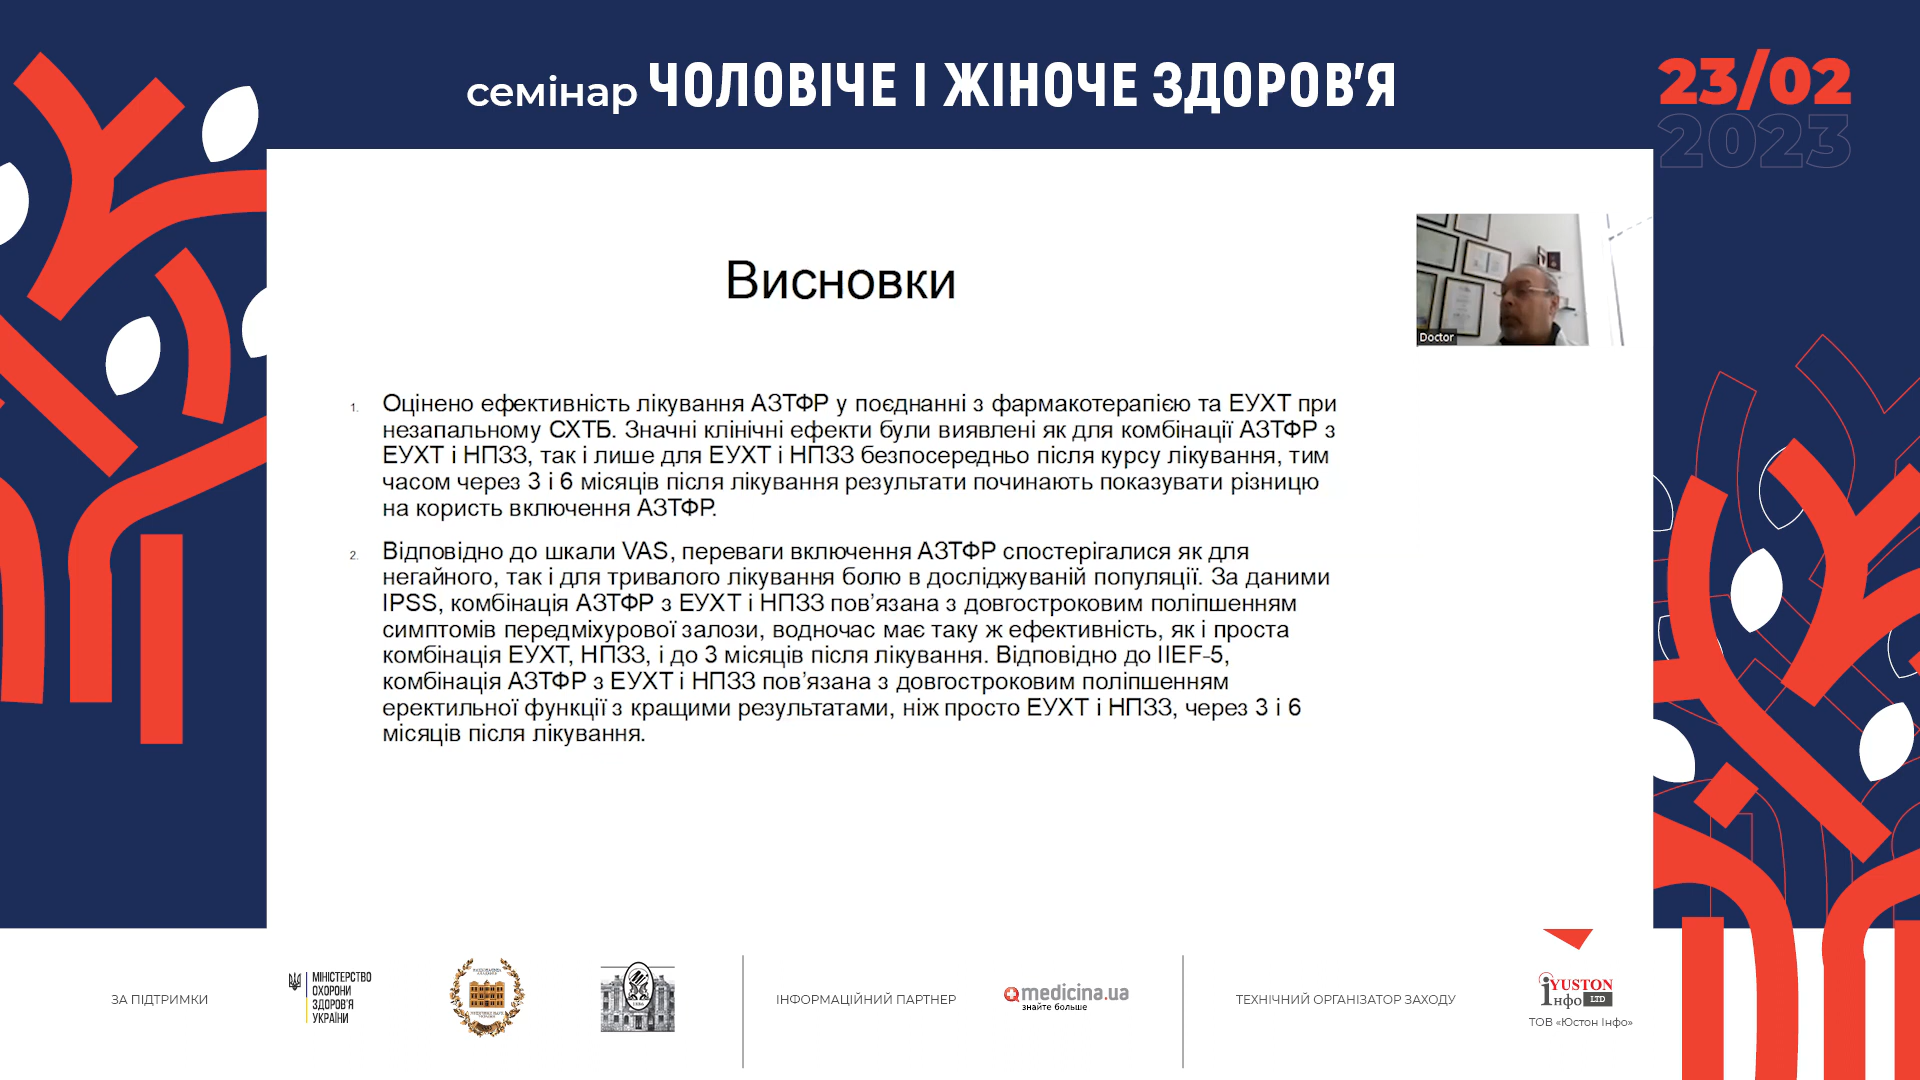 семінар ЧОЛОВІЧЕ І ЖІНОЧЕ ЗДОРОВ'Я
23/02
2023
Висновки
Doctor
1. Оцінено ефективність лікування АЗТФР у поєднанні з фармакотерапією та ЕУХТ при
незапальному СХТБ. Значні клінічні ефекти були виявлені як для комбінації АЗТФР з
ЕУХТ і НПЗЗ, так і лише для ЕУХТ і НПЗЗ безпосередньо після курсу лікування, тим
часом через 3 і 6 місяців після лікування результати починають показувати різницю
на користь включення АЗТФР.
2. Відповідно до шкали VAS, переваги включення АЗТФР спостерігалися як для
негайного, так і для тривалого лікування болю в досліджуваній популяції. За даними
IPSS, комбінація АЗТФР з ЕУХТ і НПЗЗ пов’язана з довгостроковим поліпшенням
симптомів передміхурової залози, водночас має таку ж ефективність, як і проста
комбінація ЕУХТ, НПЗЗ, і до 3 місяців після лікування. Відповідно до IIEF-5,
комбінація АЗТФР з ЕУХТ і НПЗЗ пов’язана з довгостроковим поліпшенням
еректильної функції з кращими результатами, ніж просто ЕУХТ і НПЗЗ, через 3 і 6
місяців після лікування.
ЗА ПІДТРИМКИ
МІНІСТЕРСТВО
ОХОРОНИ
ЗДОРОВ'Я
УКРАЇНИ
ІНФОРМАЦІЙНИЙ ПАРТНЕР
medicina.ua
знайте больше
ТЕХНІЧНИЙ ОРГАНІЗАТОР ЗАХОДУ
iYUSTON
Iнфо LTD
ТОВ «Юстон Інфо»